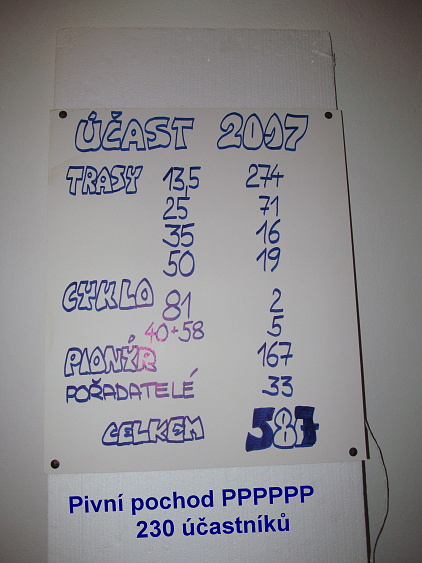 ÚČAST 2007
TRASY 13,5 274
25 71
35 16
50 19
CYKLO 81 2
40+58 5
PIONÝR 167
POŘADATELÉ 33
CELKEM 587
Pivní pochod PPPPPP
230 účastníků